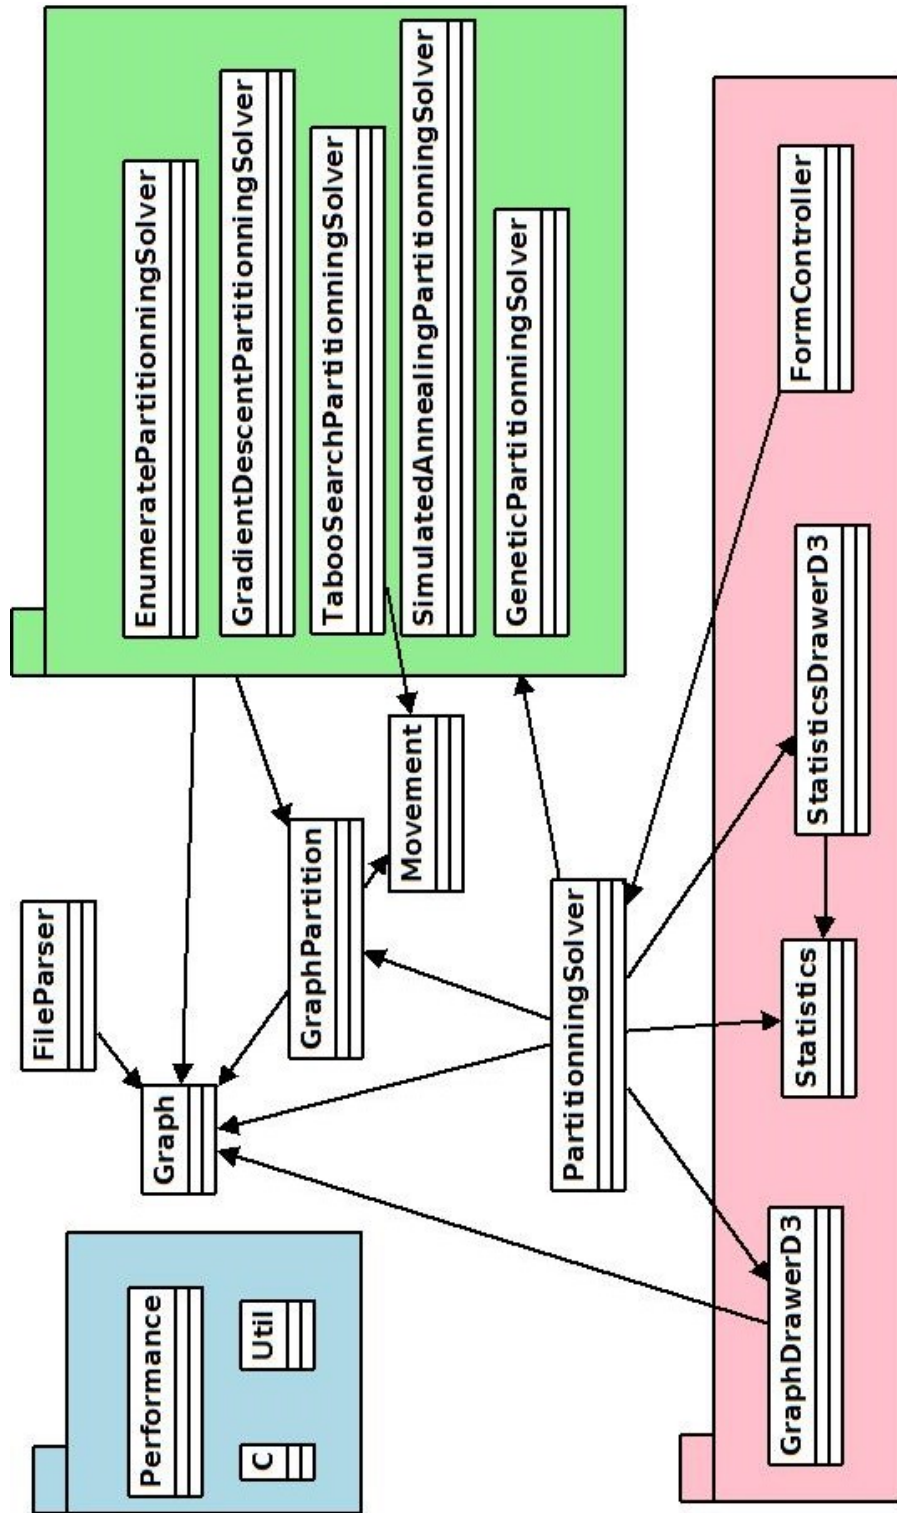 Performance
C
Util
FileParser
Graph
GraphPartition
Movement
EnumeratePartitionningSolver
GradientDescentPartitionningSolver
TabooSearchPartitionningSolver
SimulatedAnnealingPartitionningSolver
GeneticPartitionningSolver
PartitionningSolver
GraphDrawerD3
Statistics
StatisticsDrawerD3
FormController